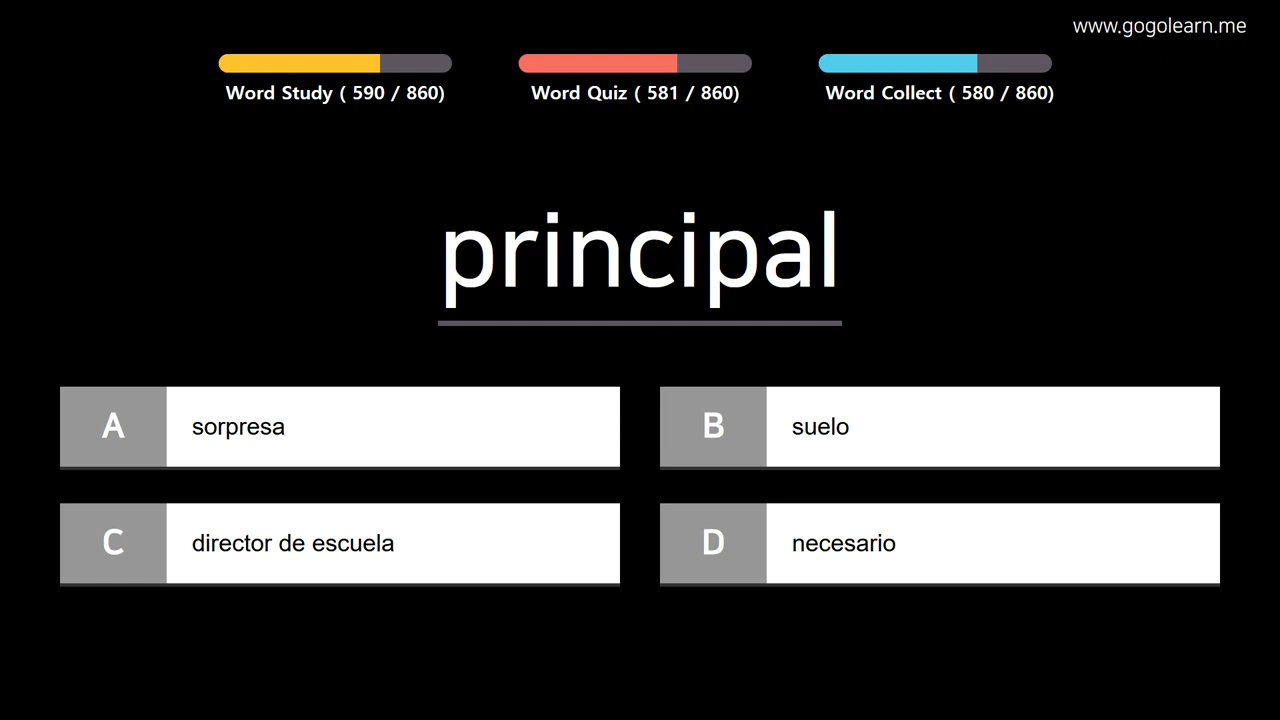 www.gogolearn.me
Word Study ( 590 / 860)
Word Quiz ( 581 / 860)
Word Collect ( 580 / 860)
principal
A
sorpresa
B
suelo
C
director de escuela
D
necesario